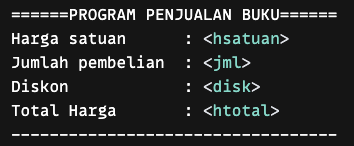 ======PROGRAM PENJUALAN BUKU======
Harga satuan      : <hsatuan>
Jumlah pembelian  : <jml>
Diskon            : <disk>
Total Harga       : <htotal>
----------------------------------